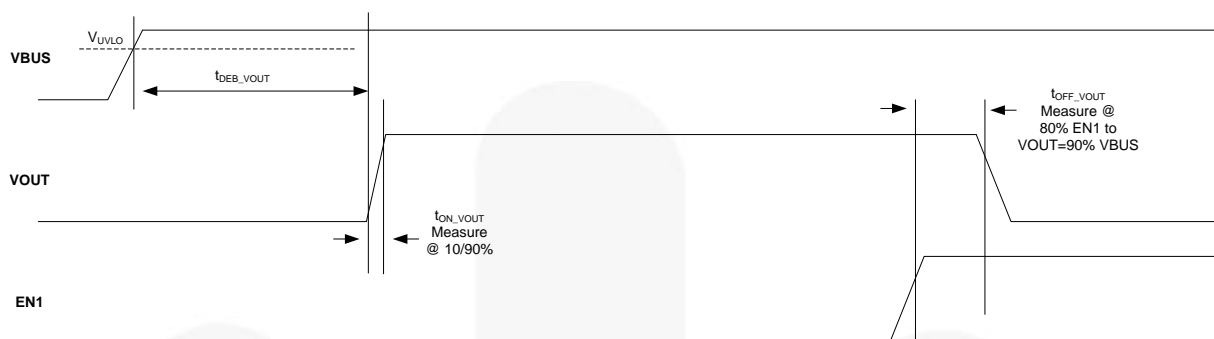 VBUS
VUVLO
tDEB_VOUT
tOFF_VOUT
Measure @
80% EN1 to
VOUT=90% VBUS
VOUT
tON_VOUT
Measure
@ 10/90%
EN1